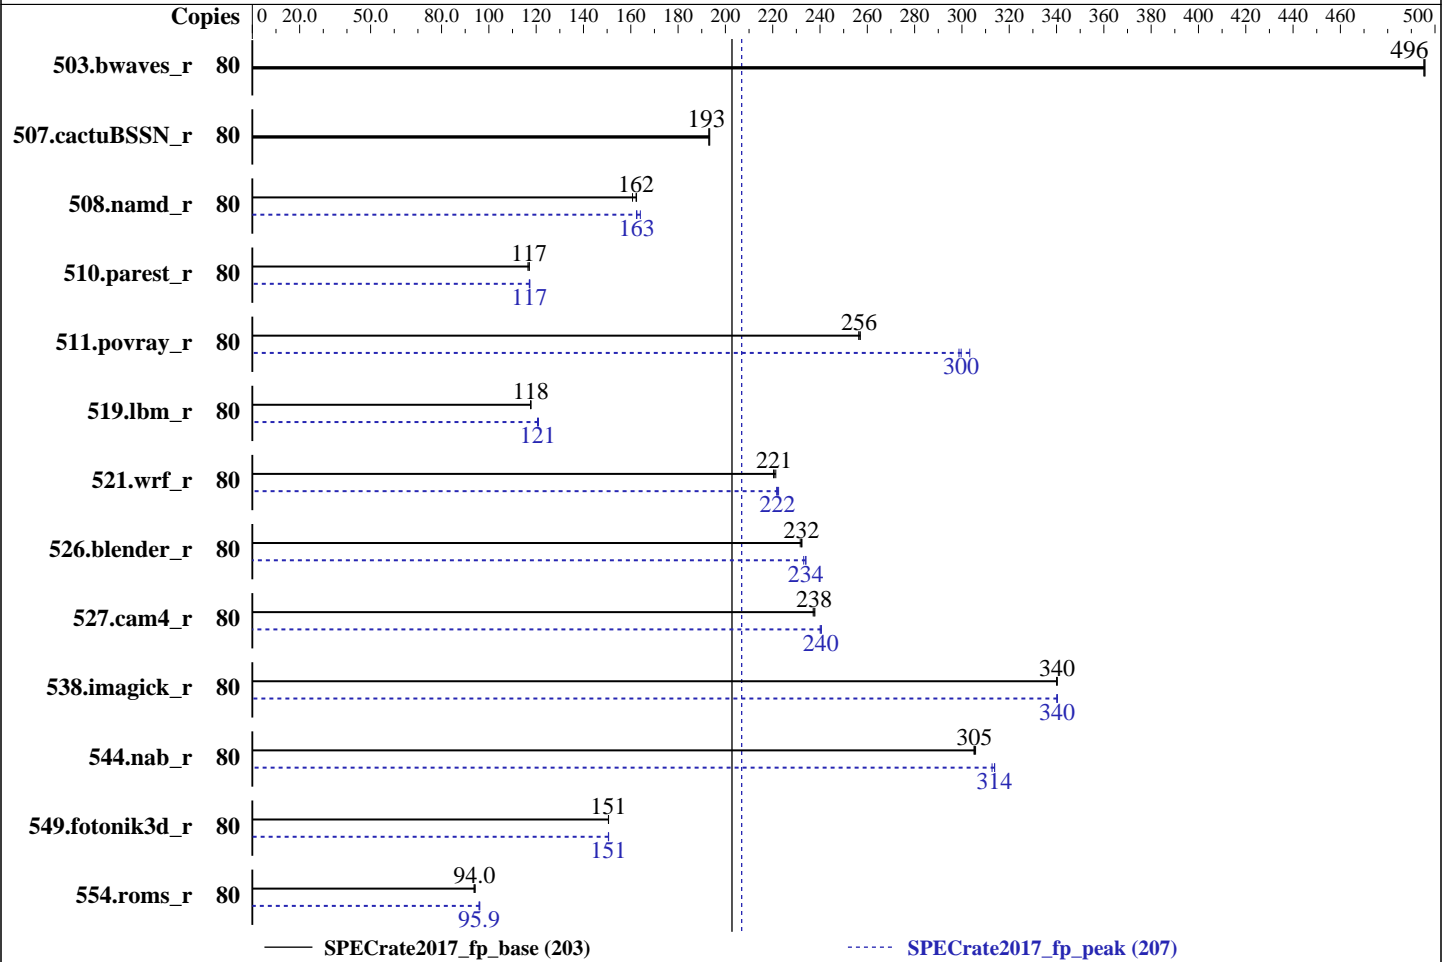 Copies 0 20.0 50.0 80.0 100 120 140 160 180 200 220 240 260 280 300 320 340 360 380 400 420 440 460 500
503.bwaves_r 80 496
507.cactuBSSN_r 80 193
508.namd_r 80 162
163
510.parest_r 80 117
117
511.povray_r 80 256
300
519.lbm_r 80 118
121
521.wrf_r 80 221
222
526.blender_r 80 232
234
527.cam4_r 80 238
240
538.imagick_r 80 340
340
544.nab_r 80 305
314
549.fotonik3d_r 80 151
151
554.roms_r 80 94.0
95.9
SPECrate2017_fp_base (203) SPECrate2017_fp_peak (207)